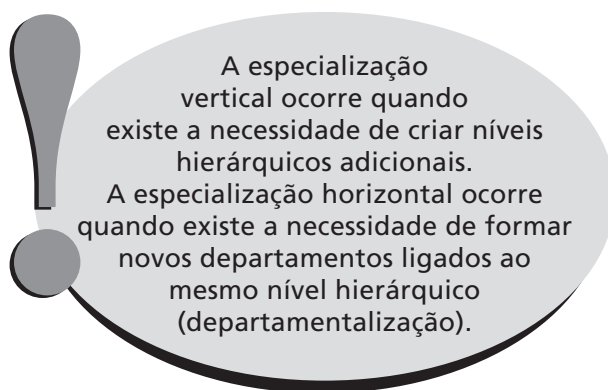 A especialização
vertical ocorre quando
existe a necessidade de criar níveis
hierárquicos adicionais.
A especialização horizontal ocorre
quando existe a necessidade de formar
novos departamentos ligados ao
mesmo nível hierárquico
(departamentalização).